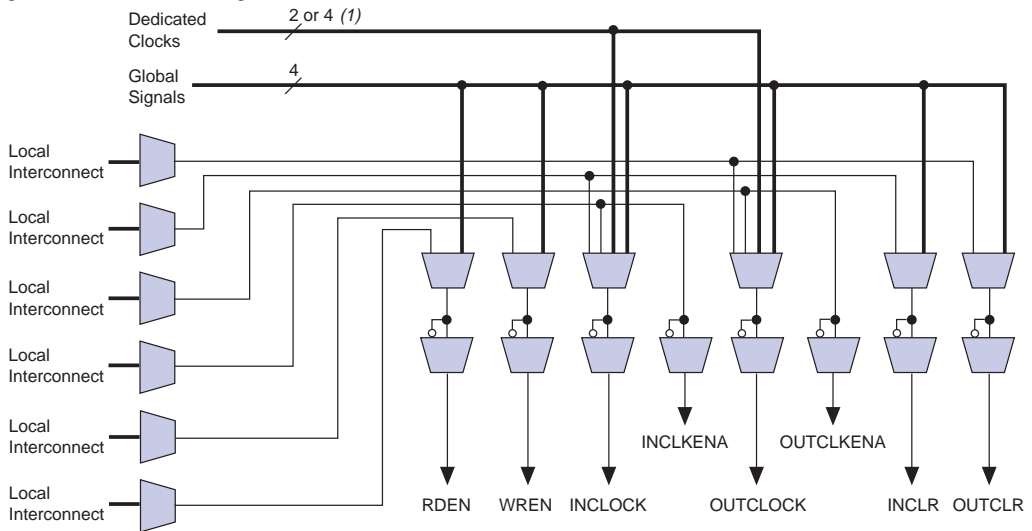 Dedicated
Clocks
2 or 4 (1)
Global
Signals
4
Local
Interconnect
Local
Interconnect
Local
Interconnect
Local
Interconnect
Local
Interconnect
Local
Interconnect
INCLKENA
OUTCLKENA
RDEN
WREN
INCLOCK
OUTCLOCK
INCLR
OUTCLR